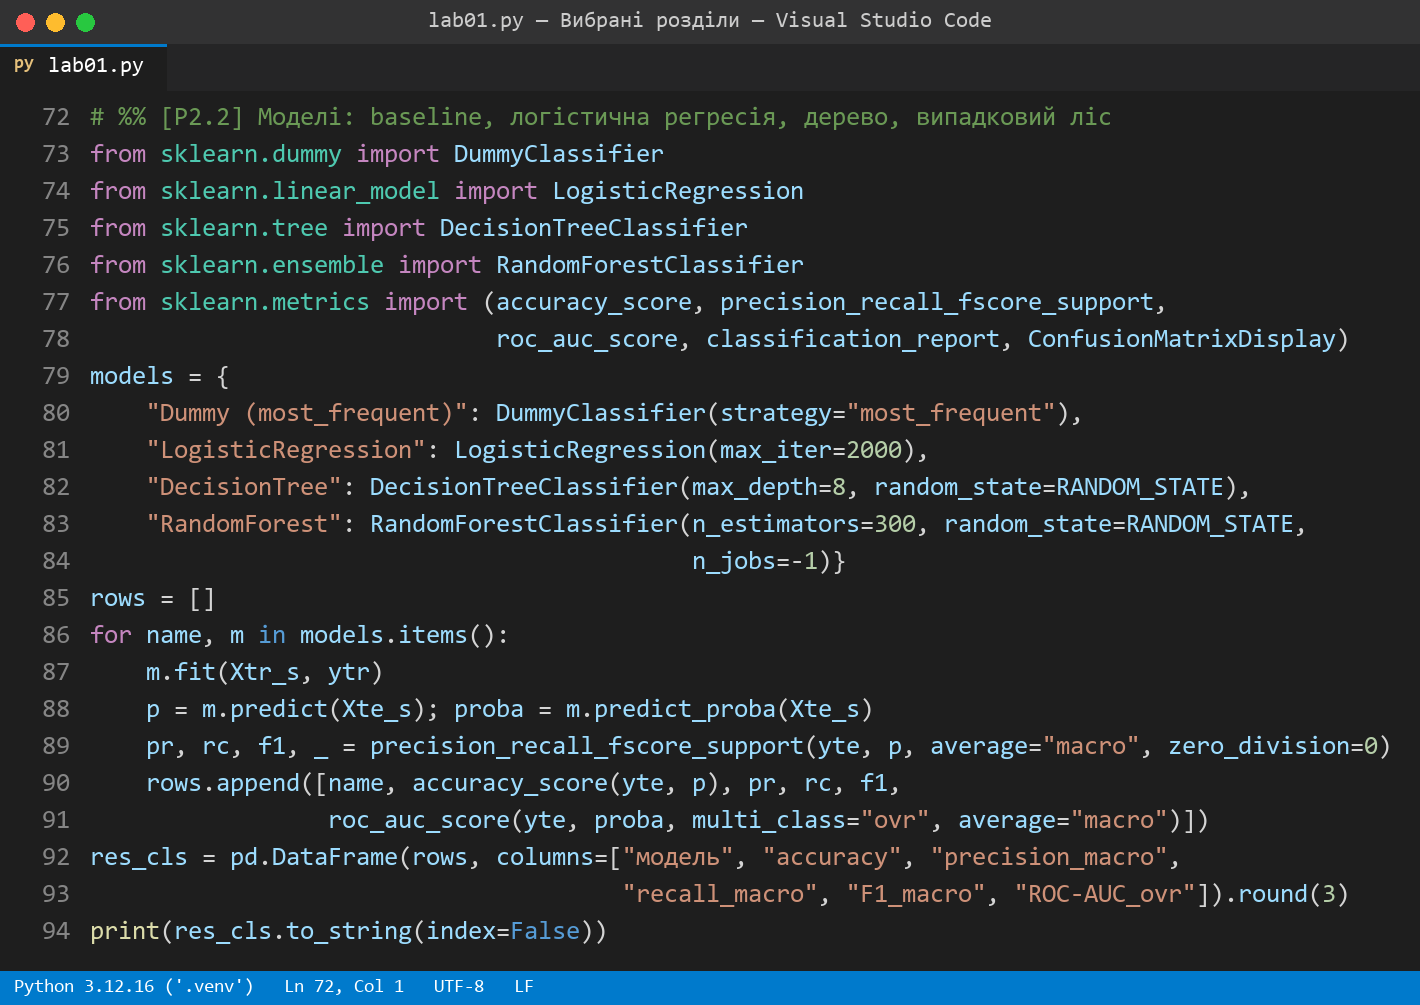 lab01.py — Вибрані розділи — Visual Studio Code
py lab01.py
72 # %% [P2.2] Моделі: baseline, логістична регресія, дерево, випадковий ліс
73 from sklearn.dummy import DummyClassifier
74 from sklearn.linear_model import LogisticRegression
75 from sklearn.tree import DecisionTreeClassifier
76 from sklearn.ensemble import RandomForestClassifier
77 from sklearn.metrics import (accuracy_score, precision_recall_fscore_support,
78                              roc_auc_score, classification_report, ConfusionMatrixDisplay)
79 models = {
80     "Dummy (most_frequent)": DummyClassifier(strategy="most_frequent"),
81     "LogisticRegression": LogisticRegression(max_iter=2000),
82     "DecisionTree": DecisionTreeClassifier(max_depth=8, random_state=RANDOM_STATE),
83     "RandomForest": RandomForestClassifier(n_estimators=300, random_state=RANDOM_STATE,
84                                            n_jobs=-1)}
85 rows = []
86 for name, m in models.items():
87     m.fit(Xtr_s, ytr)
88     p = m.predict(Xte_s); proba = m.predict_proba(Xte_s)
89     pr, rc, f1, _ = precision_recall_fscore_support(yte, p, average="macro", zero_division=0)
90     rows.append([name, accuracy_score(yte, p), pr, rc, f1,
91                  roc_auc_score(yte, proba, multi_class="ovr", average="macro")])
92 res_cls = pd.DataFrame(rows, columns=["модель", "accuracy", "precision_macro",
93                                       "recall_macro", "F1_macro", "ROC-AUC_ovr"]).round(3)
94 print(res_cls.to_string(index=False))
Python 3.12.16 ('.venv') Ln 72, Col 1 UTF-8 LF